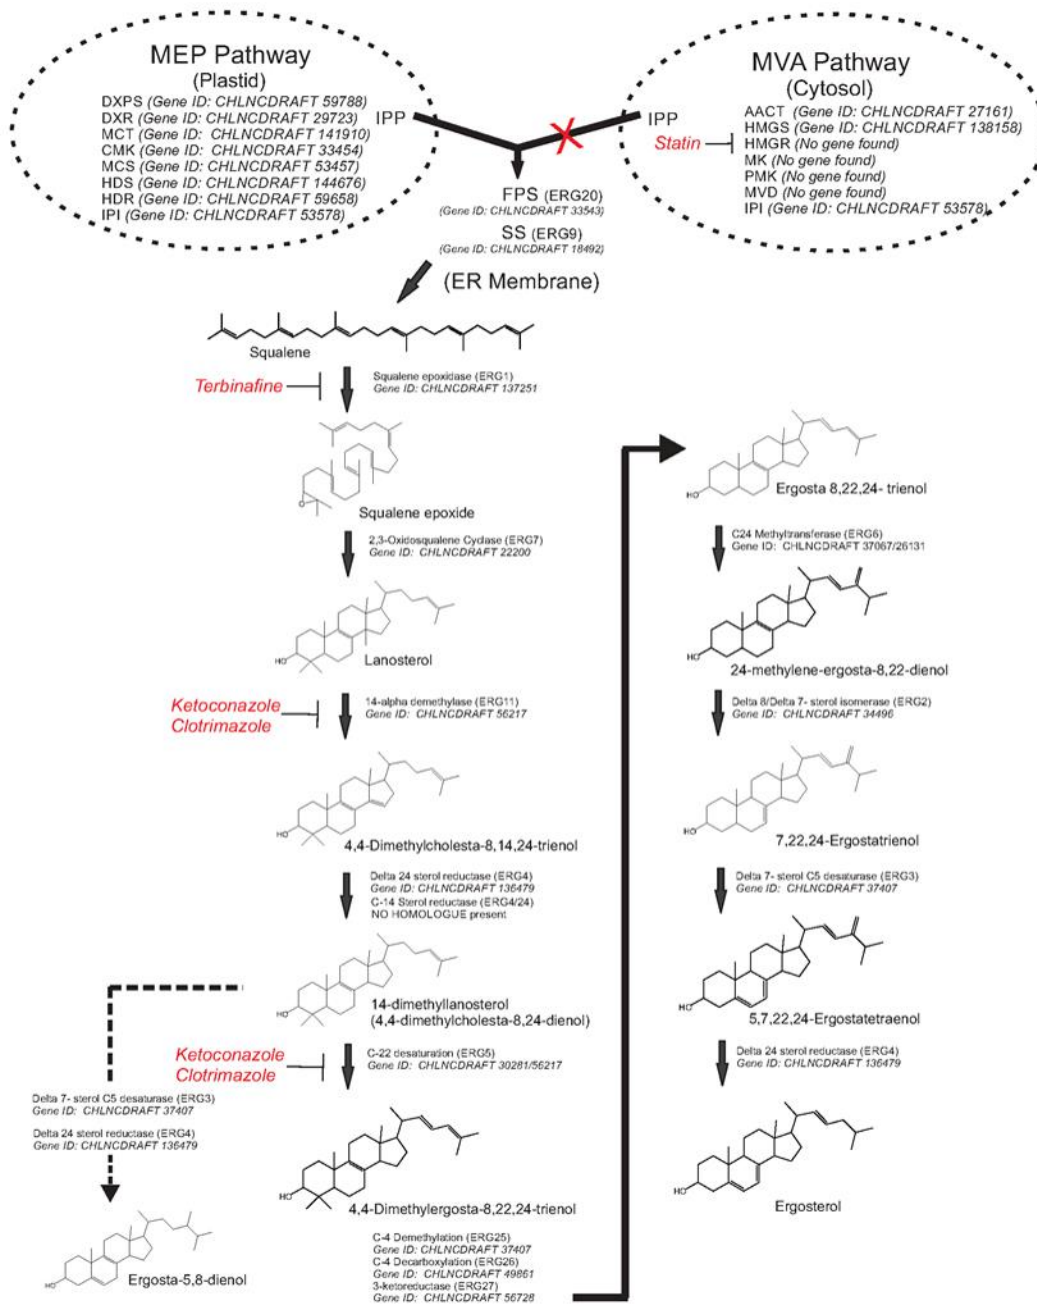 MEP Pathway
(Plastid)
DXPS (Gene ID: CHLNCDRAFT 59788)
DXR (Gene ID: CHLNCDRAFT 29723)
MCT (Gene ID: CHLNCDRAFT 141910)
CMK (Gene ID: CHLNCDRAFT 33454)
MCS (Gene ID: CHLNCDRAFT 53457)
HDS (Gene ID: CHLNCDRAFT 144676)
HDR (Gene ID: CHLNCDRAFT 59658)
IPI (Gene ID: CHLNCDRAFT 53578)
IPP
IPP
MVA Pathway
(Cytosol)
AACT (Gene ID: CHLNCDRAFT 27161)
HMGS (Gene ID: CHLNCDRAFT 138158)
HMGR (No gene found)
MK (No gene found)
PMK (No gene found)
MVD (No gene found)
IPI (Gene ID: CHLNCDRAFT 53578)
Statin
FPS (ERG20)
(Gene ID: CHLNCDRAFT 33543)
SS (ERG9)
(Gene ID: CHLNCDRAFT 18492)
(ER Membrane)
Squalene
Terbinafine
Squalene epoxidase (ERG1)
Gene ID: CHLNCDRAFT 137251
O
Squalene epoxide
2,3-Oxidosqualene Cyclase (ERG7)
Gene ID: CHLNCDRAFT 22200
HO
Lanosterol
Ketoconazole
Clotrimazole
14-alpha demethylase (ERG11)
Gene ID: CHLNCDRAFT 56217
HO
4,4-Dimethylcholesta-8,14,24-trienol
Delta 24 sterol reductase (ERG4)
Gene ID: CHLNCDRAFT 136479
C-14 Sterol reductase (ERG4/24)
NO HOMOLOGUE present
HO
14-dimethyllanosterol
(4,4-dimethylcholesta-8,24-dienol)
Ketoconazole
Clotrimazole
C-22 desaturation (ERG5)
Gene ID: CHLNCDRAFT 30281/56217
Delta 7- sterol C5 desaturase (ERG3)
Gene ID: CHLNCDRAFT 37407
Delta 24 sterol reductase (ERG4)
Gene ID: CHLNCDRAFT 136479
HO
Ergosta-5,8-dienol
HO
4,4-Dimethylergosta-8,22,24-trienol
C-4 Demethylation (ERG25)
Gene ID: CHLNCDRAFT 37407
C-4 Decarboxylation (ERG26)
Gene ID: CHLNCDRAFT 49861
3-ketoreductase (ERG27)
Gene ID: CHLNCDRAFT 56728
HO
Ergosta 8,22,24- trienol
C24 Methyltransferase (ERG6)
Gene ID: CHLNCDRAFT 37067/26131
HO
24-methylene-ergosta-8,22-dienol
Delta 8/Delta 7- sterol isomerase (ERG2)
Gene ID: CHLNCDRAFT 34496
HO
7,22,24-Ergostatrienol
Delta 7- sterol C5 desaturase (ERG3)
Gene ID: CHLNCDRAFT 37407
HO
5,7,22,24-Ergostatetraenol
Delta 24 sterol reductase (ERG4)
Gene ID: CHLNCDRAFT 136479
HO
Ergosterol